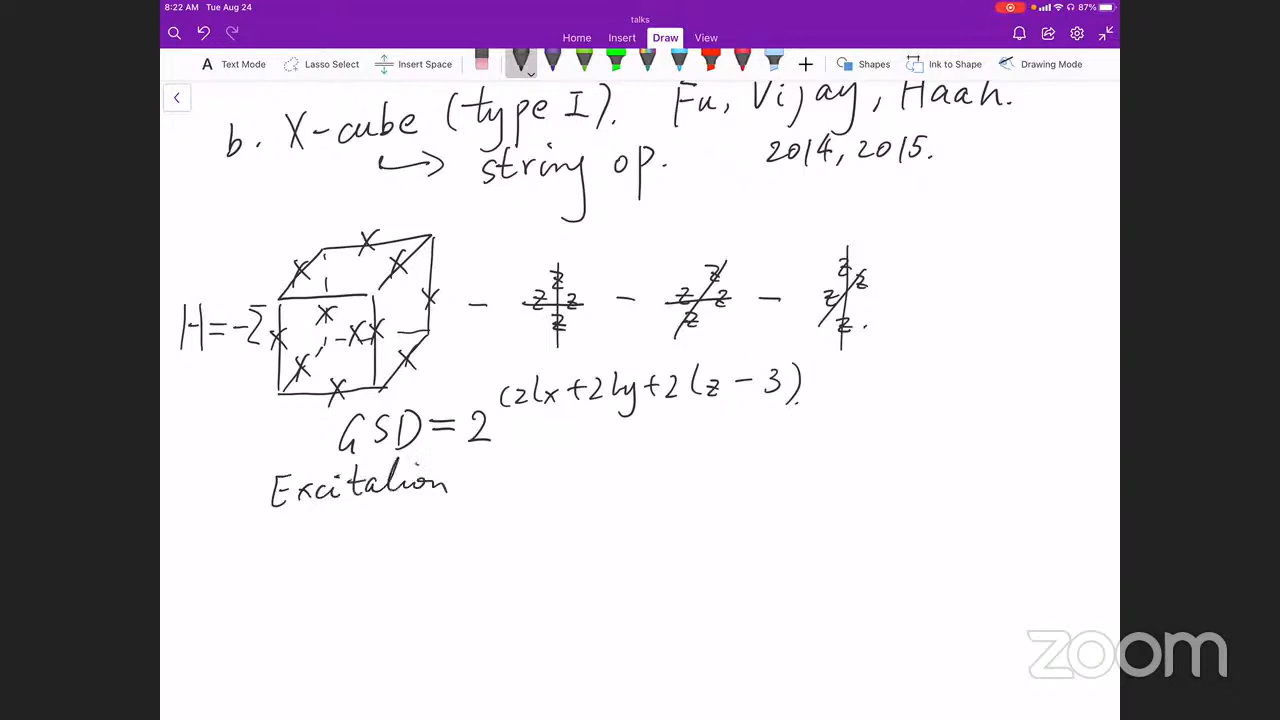 8:22 AM Tue Aug 24
87%
talks
Home Insert Draw View
A Text Mode Lasso Select Insert Space Shapes Ink to Shape Drawing Mode
b. X-cube (type I). Fu, Vijay, Haah.
string op. 2014, 2015.
X
X X
Z Z Z
X X Z Z Z Z Z
H = -Σ X X X X - Z - Z - Z.
X X
X
GSD = 2^(2Lx + 2Ly + 2Lz - 3).
Excitation
zoom